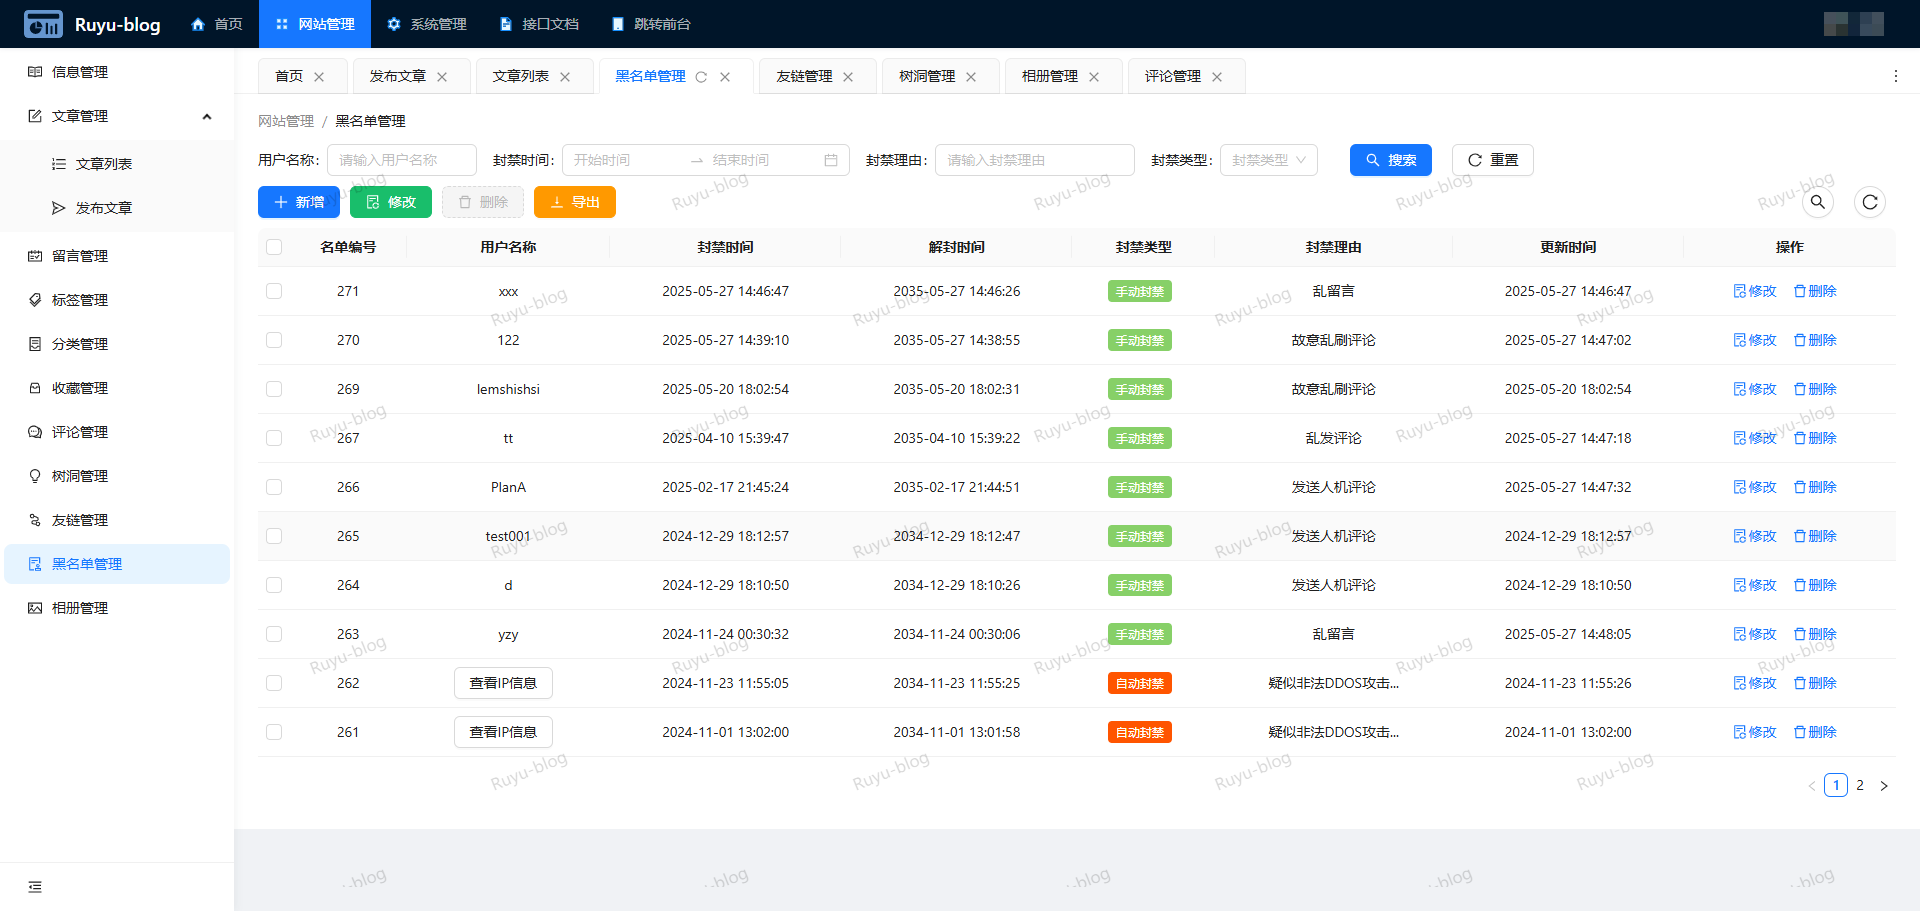 Ruyu-blog 首页 网站管理 系统管理 接口文档 跳转前台
信息管理
文章管理
文章列表
发布文章
留言管理
标签管理
分类管理
收藏管理
评论管理
树洞管理
友链管理
黑名单管理
相册管理
首页 发布文章 文章列表 黑名单管理 友链管理 树洞管理 相册管理 评论管理
网站管理 / 黑名单管理
用户名称: 请输入用户名称 封禁时间: 开始时间 结束时间 封禁理由: 请输入封禁理由 封禁类型: 封禁类型 搜索 重置
新增 修改 删除 导出
名单编号 用户名称 封禁时间 解封时间 封禁类型 封禁理由 更新时间 操作
271 xxx 2025-05-27 14:46:47 2035-05-27 14:46:26 手动封禁 乱留言 2025-05-27 14:46:47 修改 删除
270 122 2025-05-27 14:39:10 2035-05-27 14:38:55 手动封禁 故意乱刷评论 2025-05-27 14:47:02 修改 删除
269 lemshishsi 2025-05-20 18:02:54 2035-05-20 18:02:31 手动封禁 故意乱刷评论 2025-05-20 18:02:54 修改 删除
267 tt 2025-04-10 15:39:47 2035-04-10 15:39:22 手动封禁 乱发评论 2025-05-27 14:47:18 修改 删除
266 PlanA 2025-02-17 21:45:24 2035-02-17 21:44:51 手动封禁 发送人机评论 2025-05-27 14:47:32 修改 删除
265 test001 2024-12-29 18:12:57 2034-12-29 18:12:47 手动封禁 发送人机评论 2024-12-29 18:12:57 修改 删除
264 d 2024-12-29 18:10:50 2034-12-29 18:10:26 手动封禁 发送人机评论 2024-12-29 18:10:50 修改 删除
263 yzy 2024-11-24 00:30:32 2034-11-24 00:30:06 手动封禁 乱留言 2025-05-27 14:48:05 修改 删除
262 查看IP信息 2024-11-23 11:55:05 2034-11-23 11:55:25 自动封禁 疑似非法DDOS攻击... 2024-11-23 11:55:26 修改 删除
261 查看IP信息 2024-11-01 13:02:00 2034-11-01 13:01:58 自动封禁 疑似非法DDOS攻击... 2024-11-01 13:02:00 修改 删除
1 2